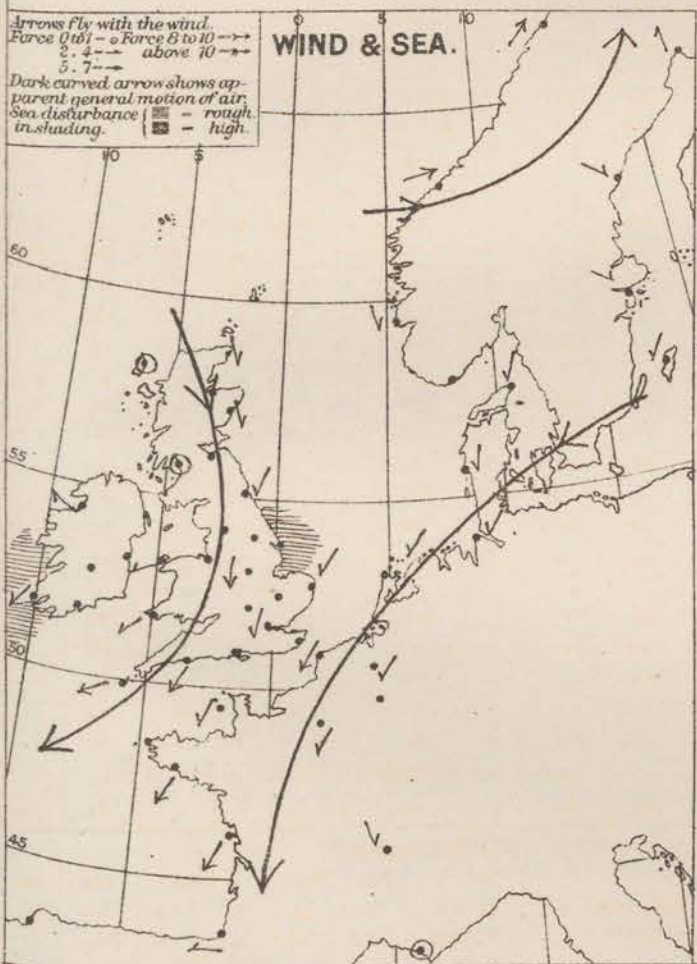 Arrows fly with the wind.
Force 0 to 1 - o Force 8 to 10
2 . 4 - above 10
5 . 7 -
Dark curved arrow shows ap-
parent general motion of air.
Sea disturbance - rough.
in shading. - high.
WIND & SEA.
0 5 10
10 5
60
55
50
45